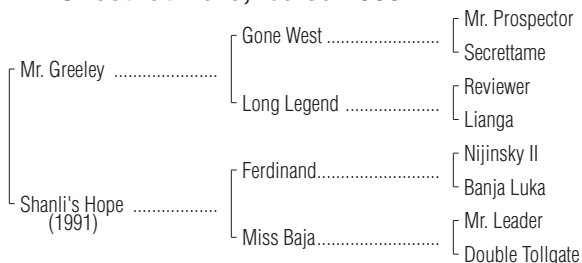 Mr. Prospector
Gone West ........................
Secrettame
Mr. Greeley ......................
Reviewer
Long Legend ....................
Lianga
Nijinsky II
Ferdinand..........................
Banja Luka
Shanli's Hope ..................
(1991)
Mr. Leader
Miss Baja..........................
Double Tollgate